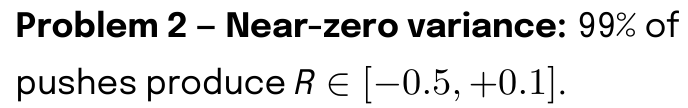 Problem 2 – Near-zero variance: 99% of
pushes produce R ∈ [−0.5, +0.1].